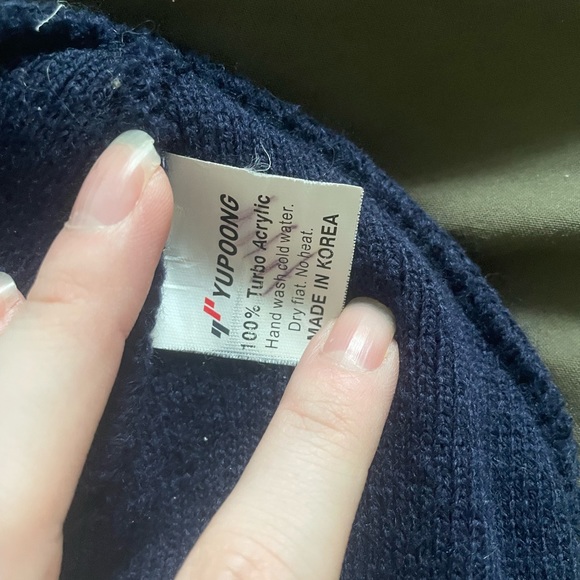 YUPOONG
100% Turbo Acrylic
Hand wash cold water.
Dry flat. No heat.
MADE IN KOREA